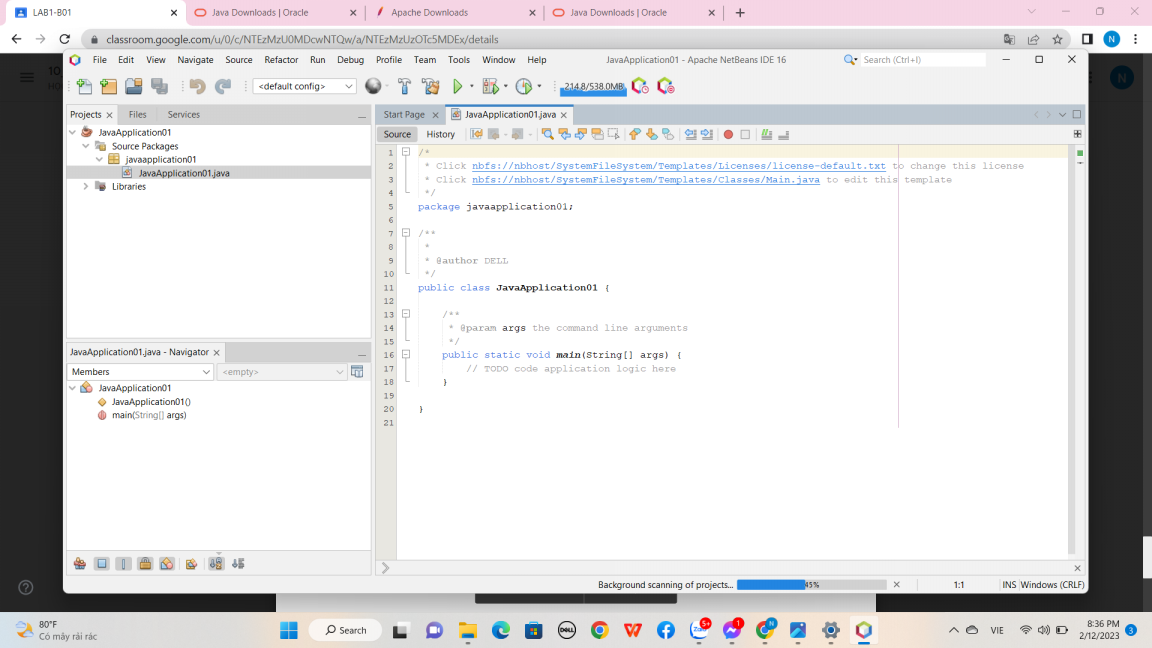 LAB1-B01
Java Downloads | Oracle
Apache Downloads
Java Downloads | Oracle
classroom.google.com/u/0/c/NTEzMzU0MDcwNTQw/a/NTEzMzUzOTc5MDEx/details
N
File Edit View Navigate Source Refactor Run Debug Profile Team Tools Window Help
JavaApplication01 - Apache NetBeans IDE 16
Search (Ctrl+I)
<default config>
214.8/538.0MB
Projects Files Services
JavaApplication01
Source Packages
javaapplication01
JavaApplication01.java
Libraries
Start Page JavaApplication01.java
Source History
1 /*
2 * Click nbfs://nbhost/SystemFileSystem/Templates/Licenses/license-default.txt to change this license
3 * Click nbfs://nbhost/SystemFileSystem/Templates/Classes/Main.java to edit this template
4 */
5 package javaapplication01;
6
7 /**
8 *
9 * @author DELL
10 */
11 public class JavaApplication01 {
12
13 /**
14 * @param args the command line arguments
15 */
16 public static void main(String[] args) {
17 // TODO code application logic here
18 }
19
20 }
21
JavaApplication01.java - Navigator
Members
<empty>
JavaApplication01
JavaApplication01()
main(String[] args)
Background scanning of projects... 45%
1:1
INS
Windows (CRLF)
80°F
Có mây rải rác
Search
DELL
Zalo
5+
1
N
VIE
8:36 PM
2/12/2023
3